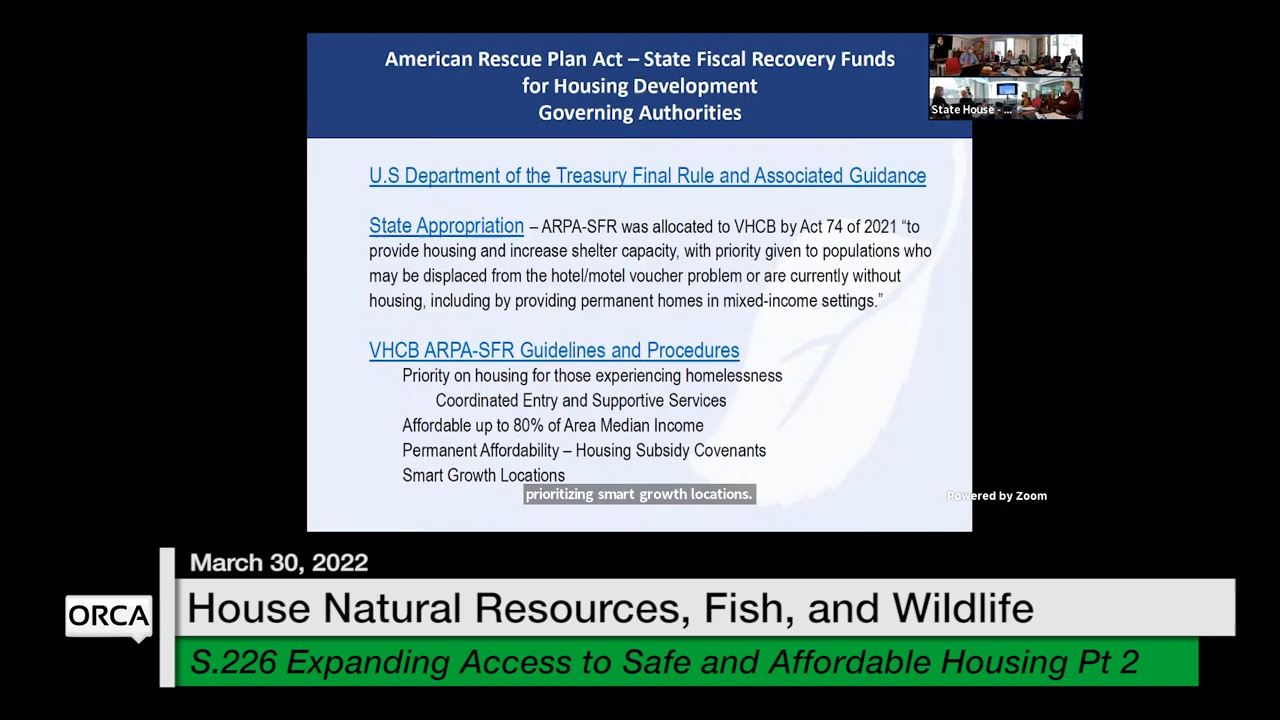 American Rescue Plan Act – State Fiscal Recovery Funds
for Housing Development
Governing Authorities
State House - ...
U.S Department of the Treasury Final Rule and Associated Guidance
State Appropriation – ARPA-SFR was allocated to VHCB by Act 74 of 2021 “to
provide housing and increase shelter capacity, with priority given to populations who
may be displaced from the hotel/motel voucher problem or are currently without
housing, including by providing permanent homes in mixed-income settings.”
VHCB ARPA-SFR Guidelines and Procedures
Priority on housing for those experiencing homelessness
Coordinated Entry and Supportive Services
Affordable up to 80% of Area Median Income
Permanent Affordability – Housing Subsidy Covenants
Smart Growth Locations
prioritizing smart growth locations.
Powered by Zoom
March 30, 2022
ORCA
House Natural Resources, Fish, and Wildlife
S.226 Expanding Access to Safe and Affordable Housing Pt 2